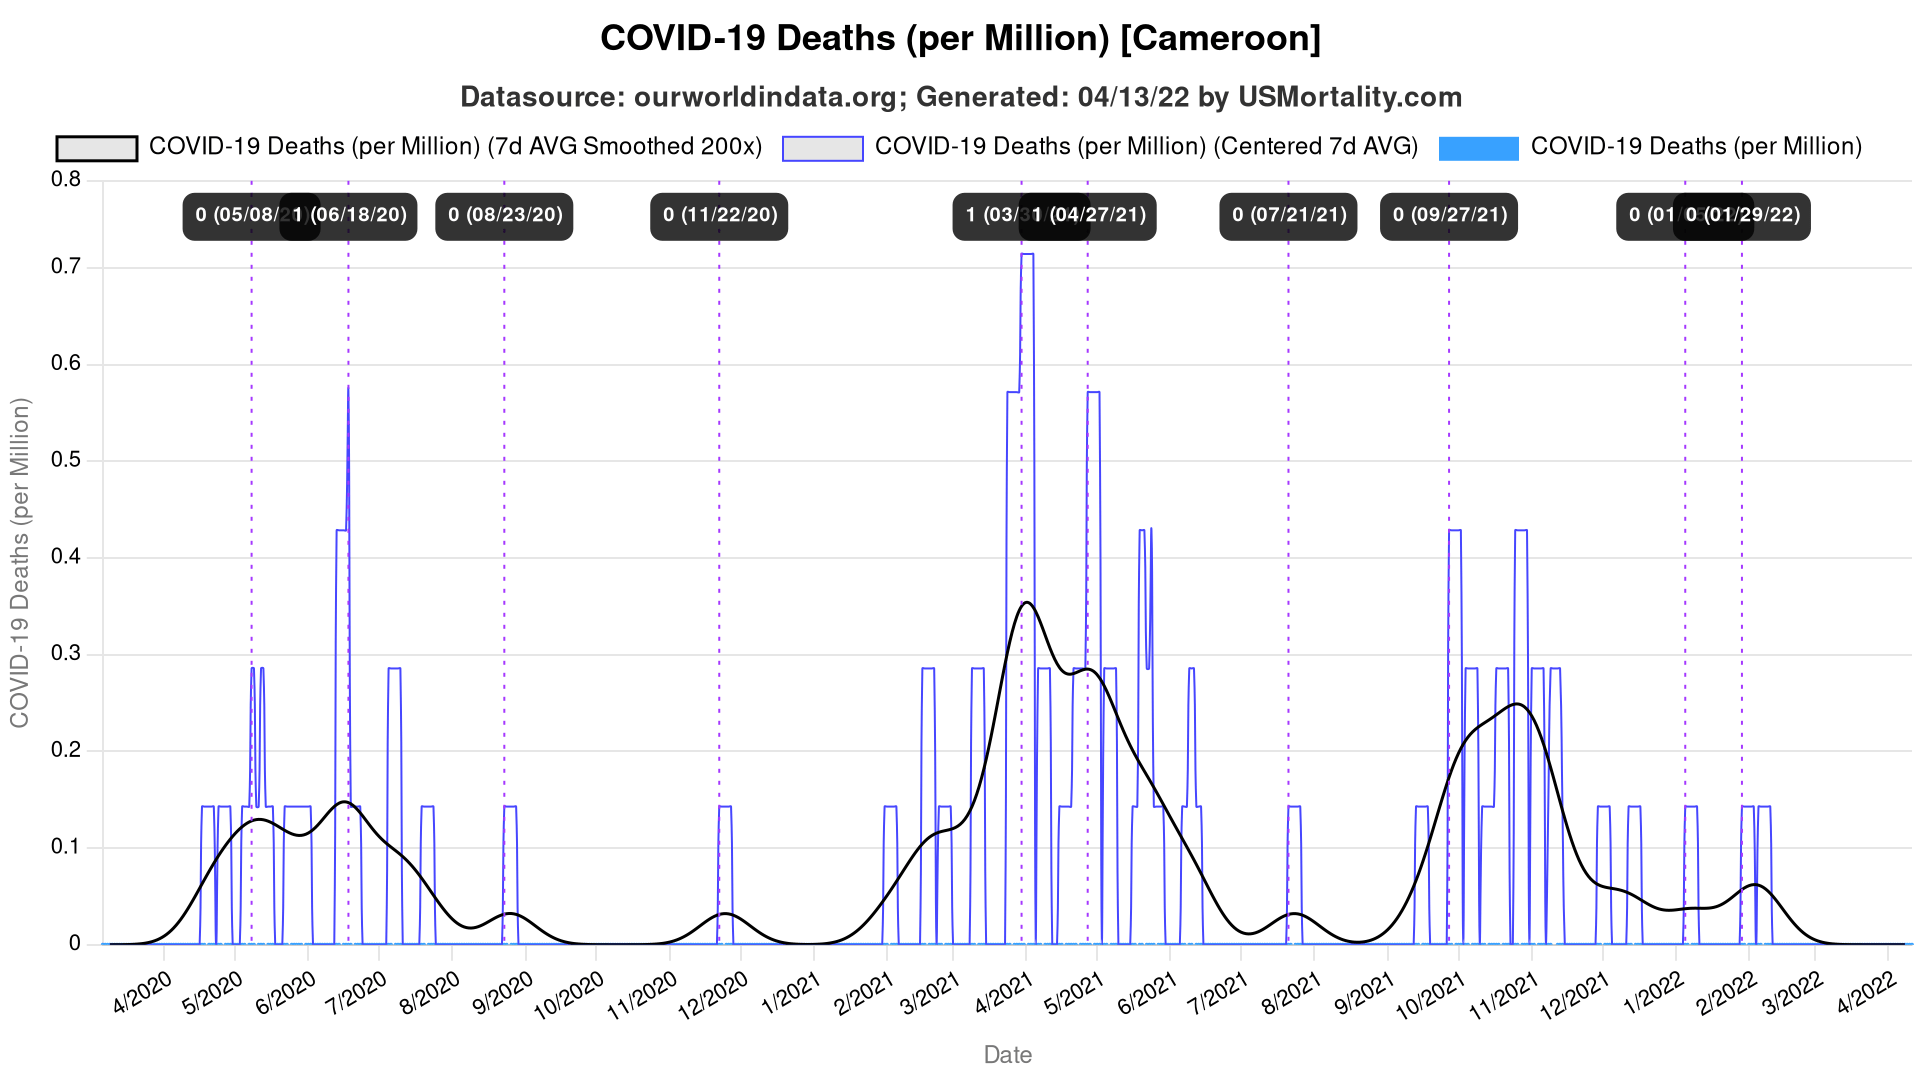 COVID-19 Deaths (per Million) [Cameroon]
Datasource: ourworldindata.org; Generated: 04/13/22 by USMortality.com
COVID-19 Deaths (per Million) (7d AVG Smoothed 200x) COVID-19 Deaths (per Million) (Centered 7d AVG) COVID-19 Deaths (per Million)
0 (05/08/ 1 (06/18/20) 0 (08/23/20) 0 (11/22/20) 1 (03/ 1 (04/27/21) 0 (07/21/21) 0 (09/27/21) 0 (01/ 0 (01/29/22)
0.8
0.7
0.6
0.5
0.4
0.3
0.2
0.1
0
COVID-19 Deaths (per Million)
4/2020 5/2020 6/2020 7/2020 8/2020 9/2020 10/2020 11/2020 12/2020 1/2021 2/2021 3/2021 4/2021 5/2021 6/2021 7/2021 8/2021 9/2021 10/2021 11/2021 12/2021 1/2022 2/2022 3/2022 4/2022
Date